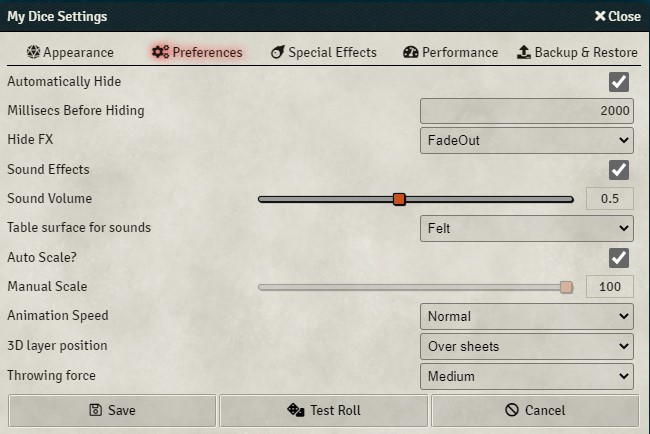 My Dice Settings Close
Appearance Preferences Special Effects Performance Backup & Restore
Automatically Hide
Millisecs Before Hiding 2000
Hide FX FadeOut
Sound Effects
Sound Volume 0.5
Table surface for sounds Felt
Auto Scale?
Manual Scale 100
Animation Speed Normal
3D layer position Over sheets
Throwing force Medium
Save Test Roll Cancel